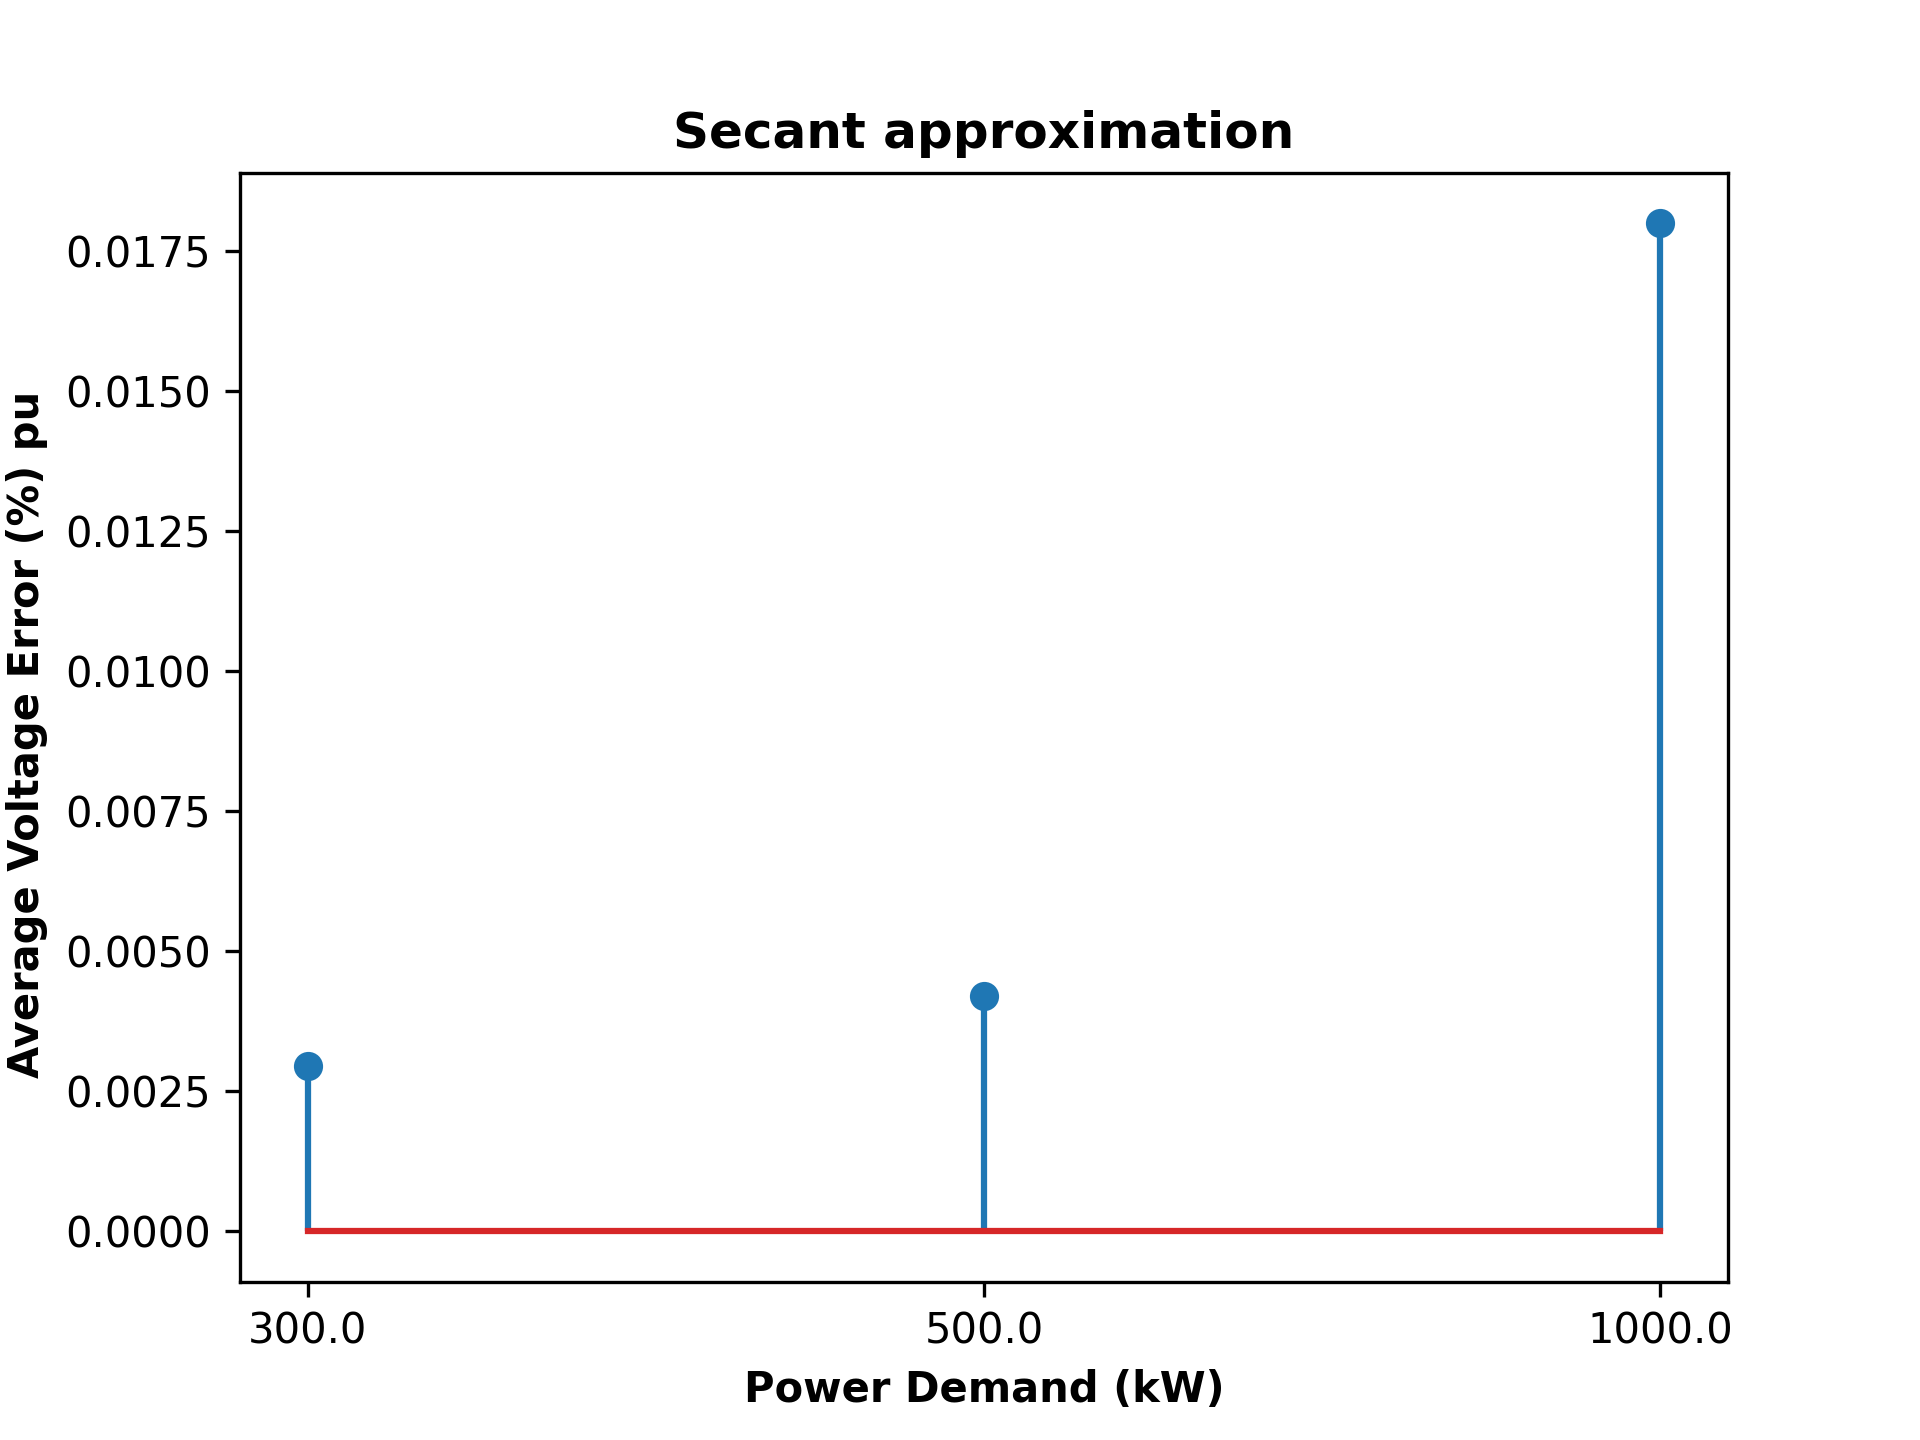 Secant approximation
Average Voltage Error (%) pu
0.0175
0.0150
0.0125
0.0100
0.0075
0.0050
0.0025
0.0000
300.0 500.0 1000.0
Power Demand (kW)